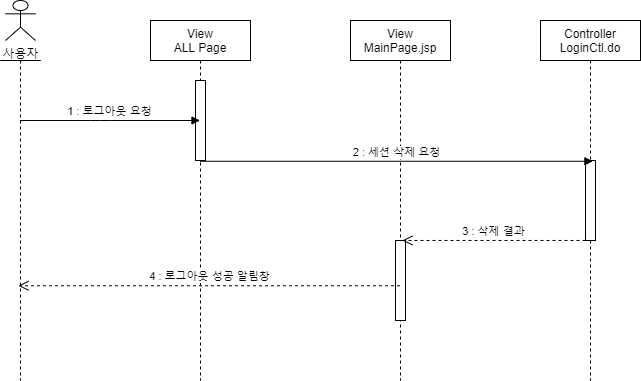 사용자
View
ALL Page
View
MainPage.jsp
Controller
LoginCtl.do
1 : 로그아웃 요청
2 : 세션 삭제 요청
3 : 삭제 결과
4 : 로그아웃 성공 알림창